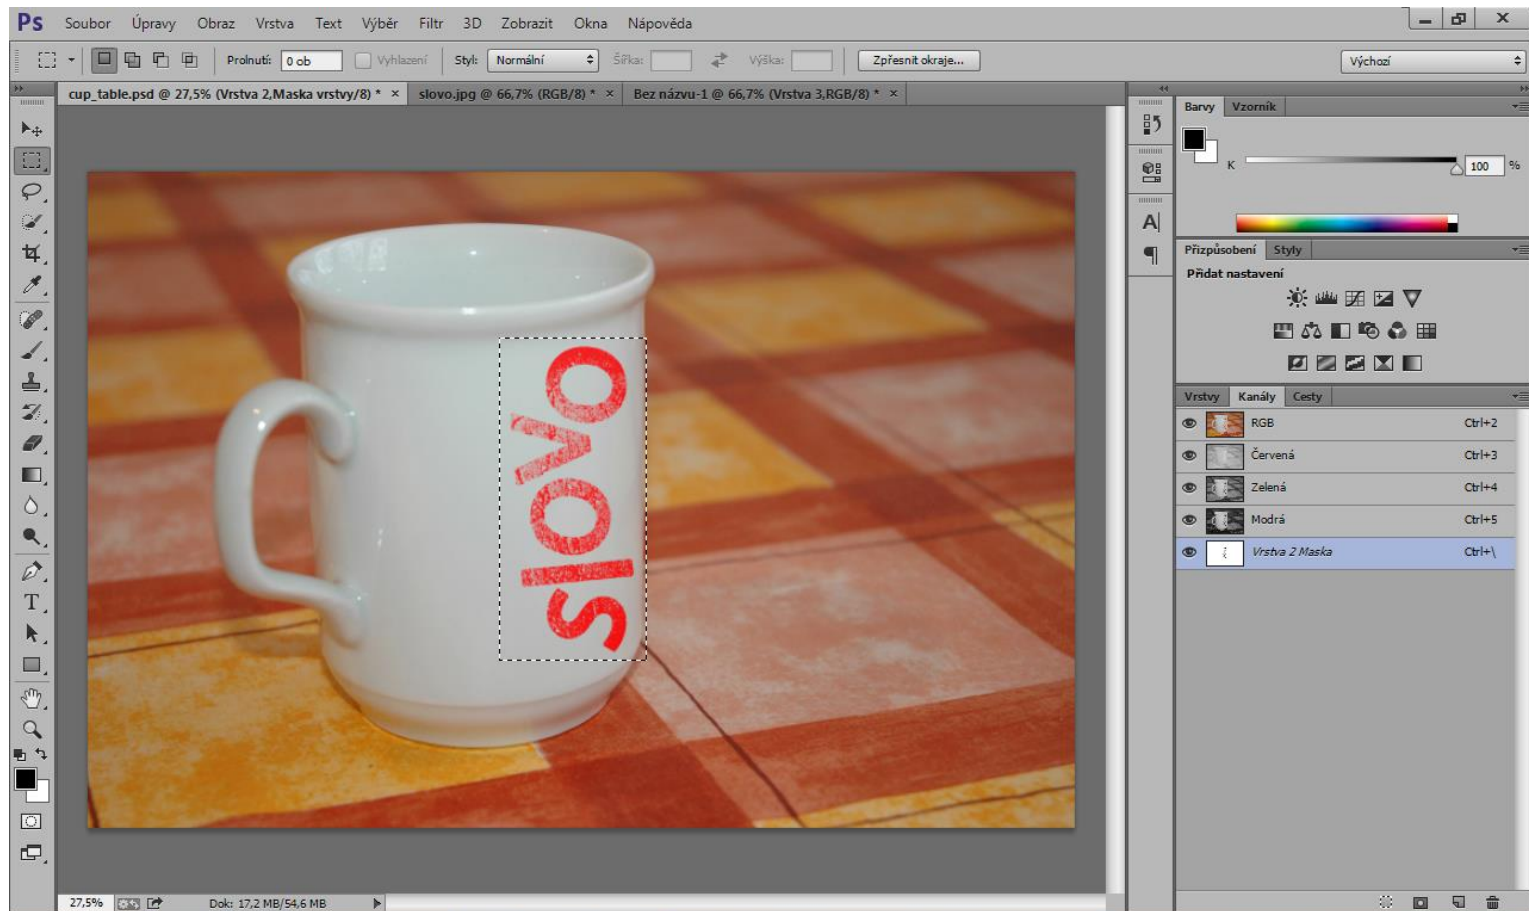 Ps Soubor Úpravy Obraz Vrstva Text Výběr Filtr 3D Zobrazit Okna Nápověda
Prolnutí: 0 ob Vyhlazení Styl: Normální Šířka: Výška: Zpřesnit okraje... Výchozí
cup_table.psd @ 27,5% (Vrstva 2,Maska vrstvy/8) * × slovo.jpg @ 66,7% (RGB/8) * × Bez názvu-1 @ 66,7% (Vrstva 3,RGB/8) * ×
Barvy Vzorník
K 100 %
Přizpůsobení Styly
Přidat nastavení
Vrstvy Kanály Cesty
RGB Ctrl+2
Červená Ctrl+3
Zelená Ctrl+4
Modrá Ctrl+5
Vrstva 2 Maska Ctrl+\
slovo
27,5% Dok: 17,2 MB/54,6 MB